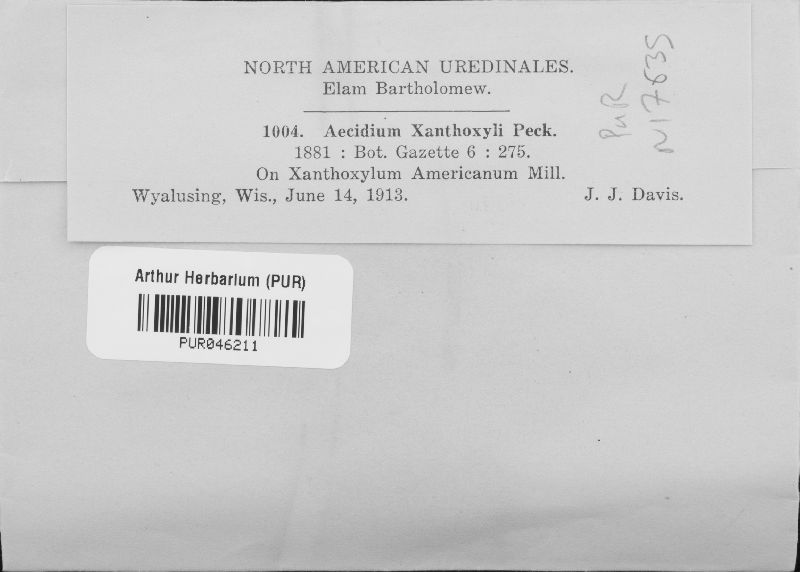 NORTH AMERICAN UREDINALES.
Elam Bartholomew.
1004. Aecidium Xanthoxyli Peck.
1881 : Bot. Gazette 6 : 275.
On Xanthoxylum Americanum Mill.
Wyalusing, Wis., June 14, 1913. J. J. Davis.
PUR
N17635
Arthur Herbarium (PUR)
PUR046211